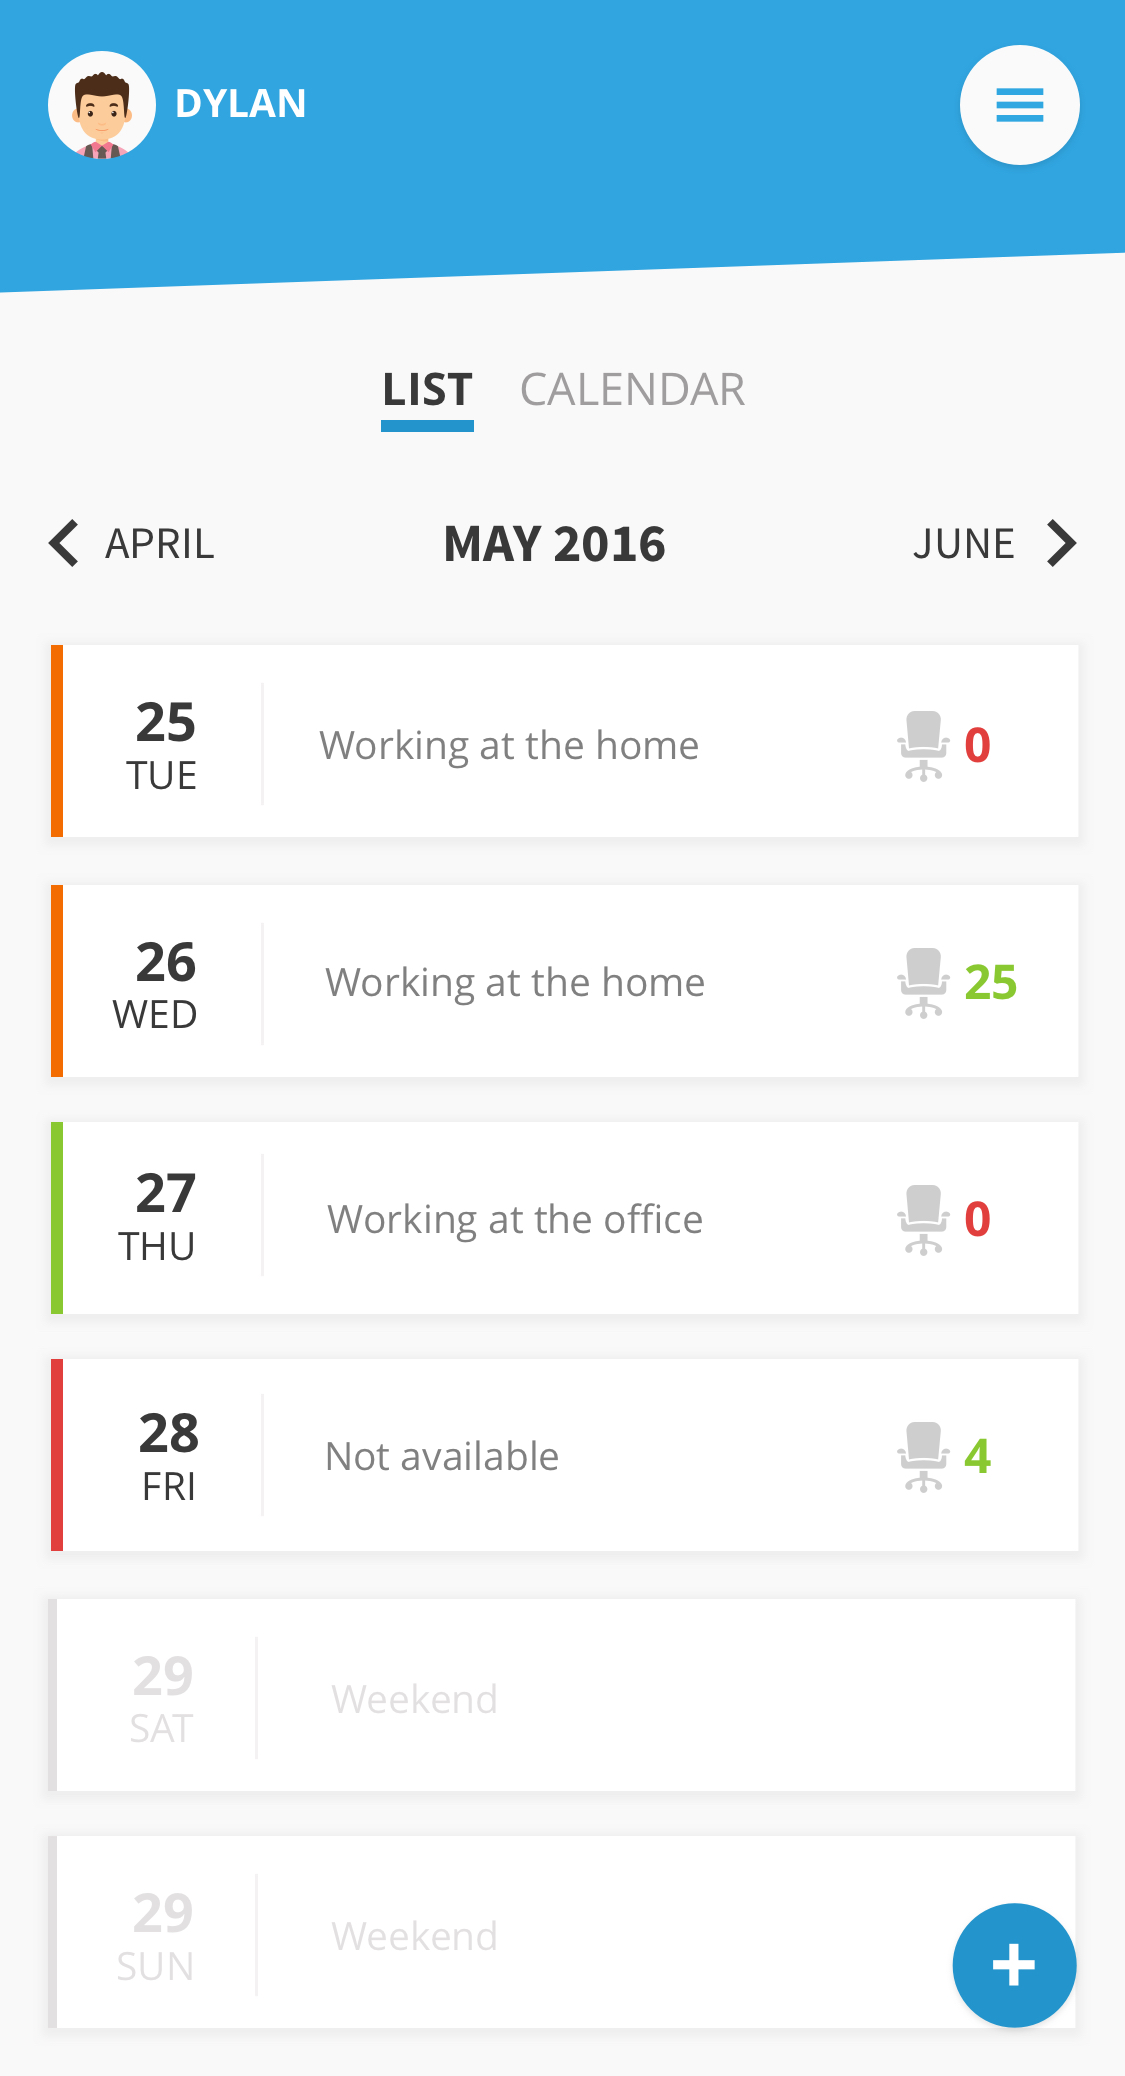 DYLAN
LIST CALENDAR
APRIL MAY 2016 JUNE
25
TUE
Working at the home
0
26
WED
Working at the home
25
27
THU
Working at the office
0
28
FRI
Not available
4
29
SAT
Weekend
29
SUN
Weekend